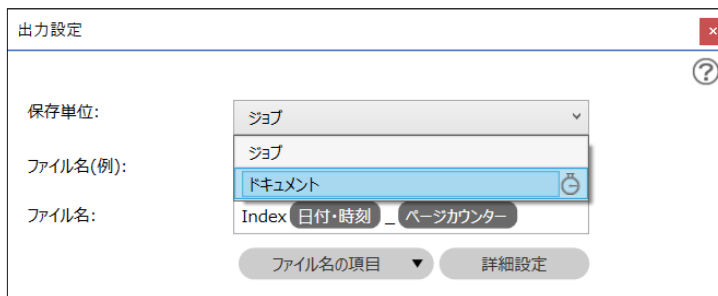 出力設定
保存単位:
ジョブ
ジョブ
ファイル名(例):
ドキュメント
ファイル名: Index 日付・時刻 _ ページカウンター
ファイル名の項目 ▼ 詳細設定